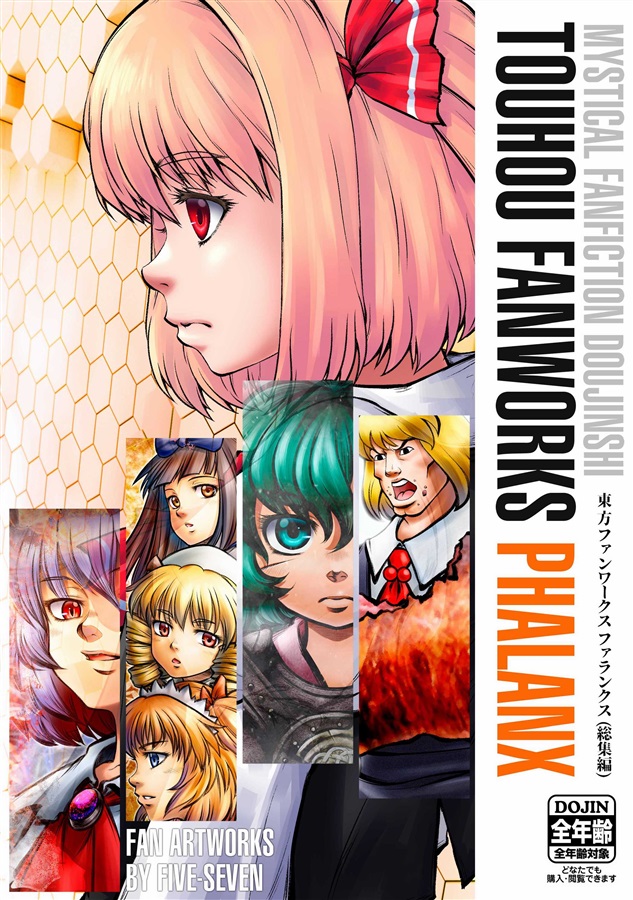 MYSTICAL FANFICTION DOUJINSHI
TOUHOU FANWORKS PHALANX
東方ファンワークス ファランクス(総集編)
FAN ARTWORKS
BY FIVE-SEVEN
DOJIN
全年齢
全年齢対象
どなたでも
購入・閲覧できます